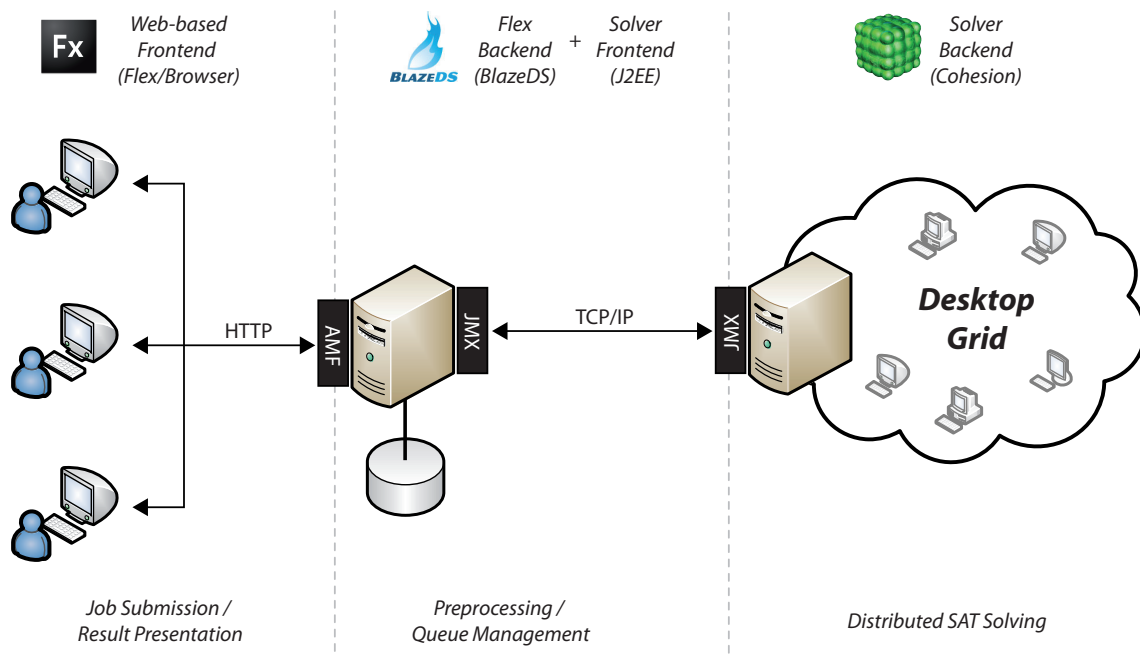 Fx
Web-based
Frontend
(Flex/Browser)
BLAZEDS
Flex
Backend
(BlazeDS)
+
Solver
Frontend
(J2EE)
Solver
Backend
(Cohesion)
HTTP
AMF
JMX
TCP/IP
JMX
Desktop
Grid
Job Submission /
Result Presentation
Preprocessing /
Queue Management
Distributed SAT Solving